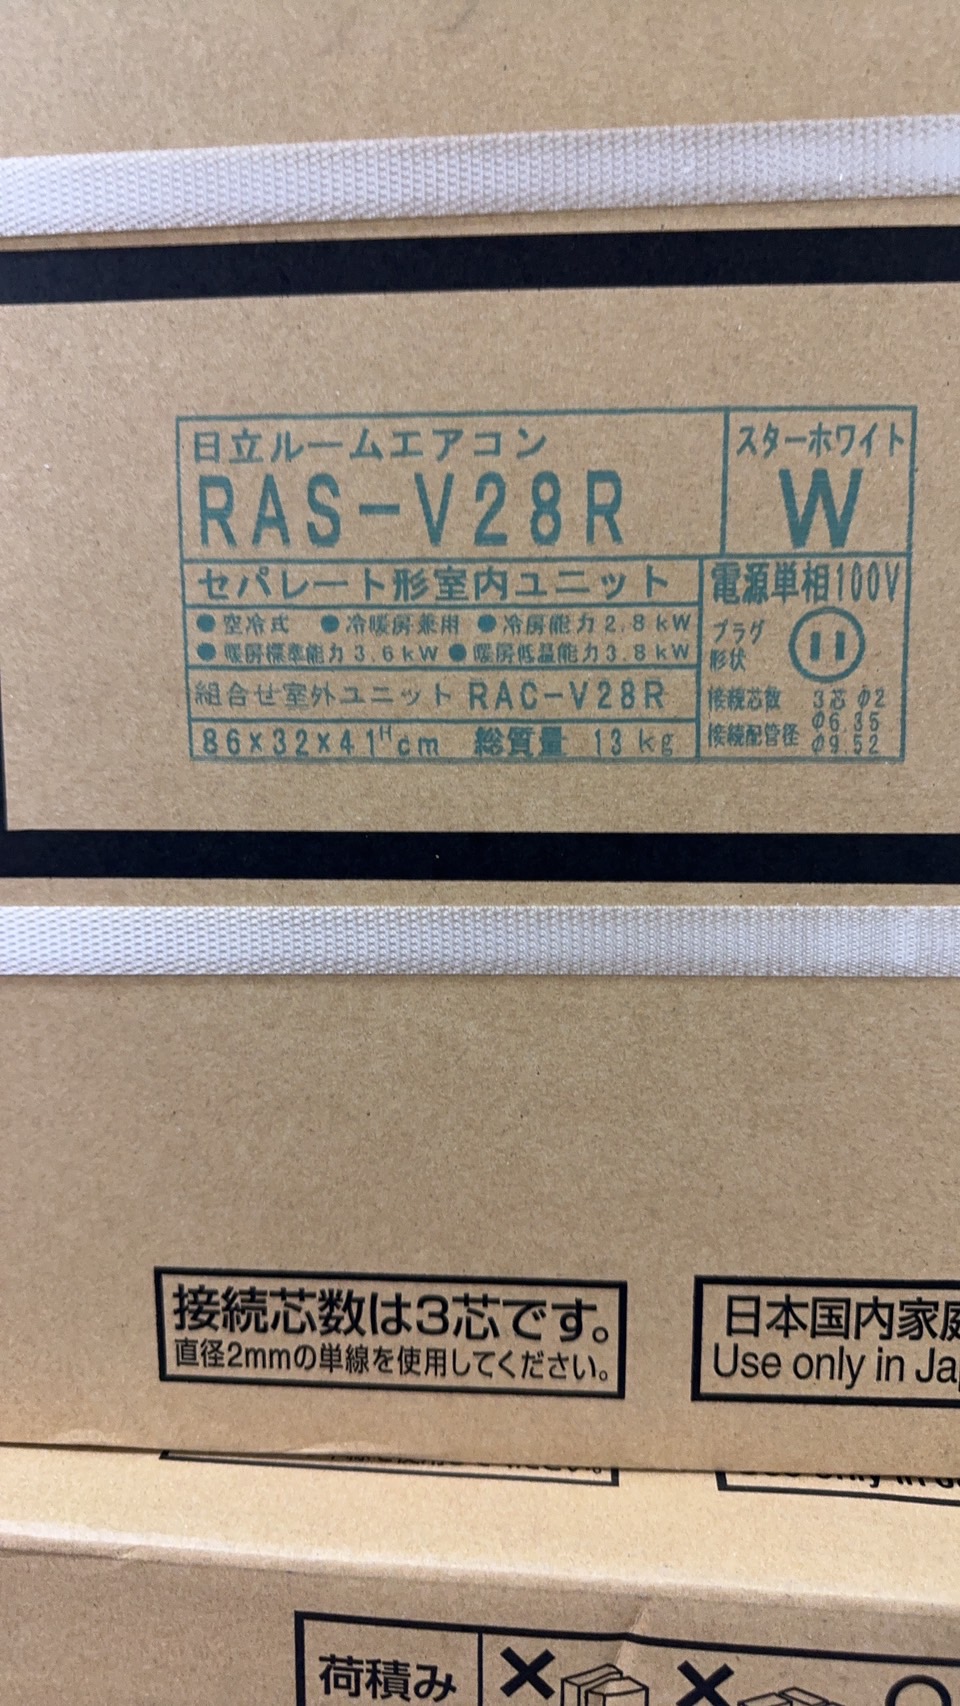 日立ルームエアコン
RAS-V28R
スターホワイト
W
セパレート形室内ユニット
●空冷式 ●冷暖房兼用 ●冷房能力2.8kW
●暖房標準能力3.6kW ●暖房低温能力3.8kW
組合せ室外ユニット RAC-V28R
86×32×41ᴴcm 総質量 13kg
電源単相100V
プラグ
形状
接続芯数 3芯 φ2
接続配管径 φ6.35
φ9.52
接続芯数は3芯です。
直径2mmの単線を使用してください。
日本国内家庭
Use only in Jap
Use only in
荷積み